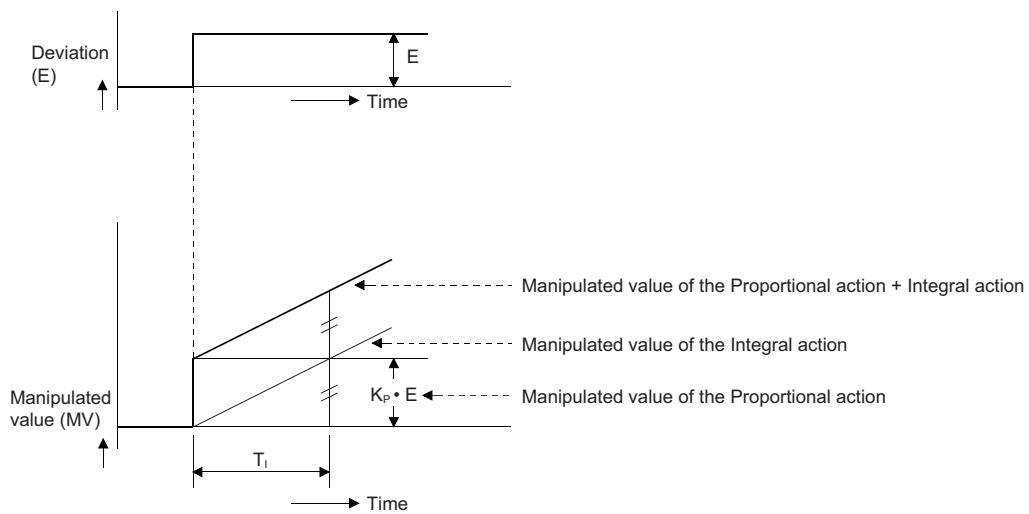 Deviation
(E)
E
Time
Manipulated value of the Proportional action + Integral action
Manipulated value of the Integral action
Manipulated
value (MV)
KP • E
Manipulated value of the Proportional action
TI
Time